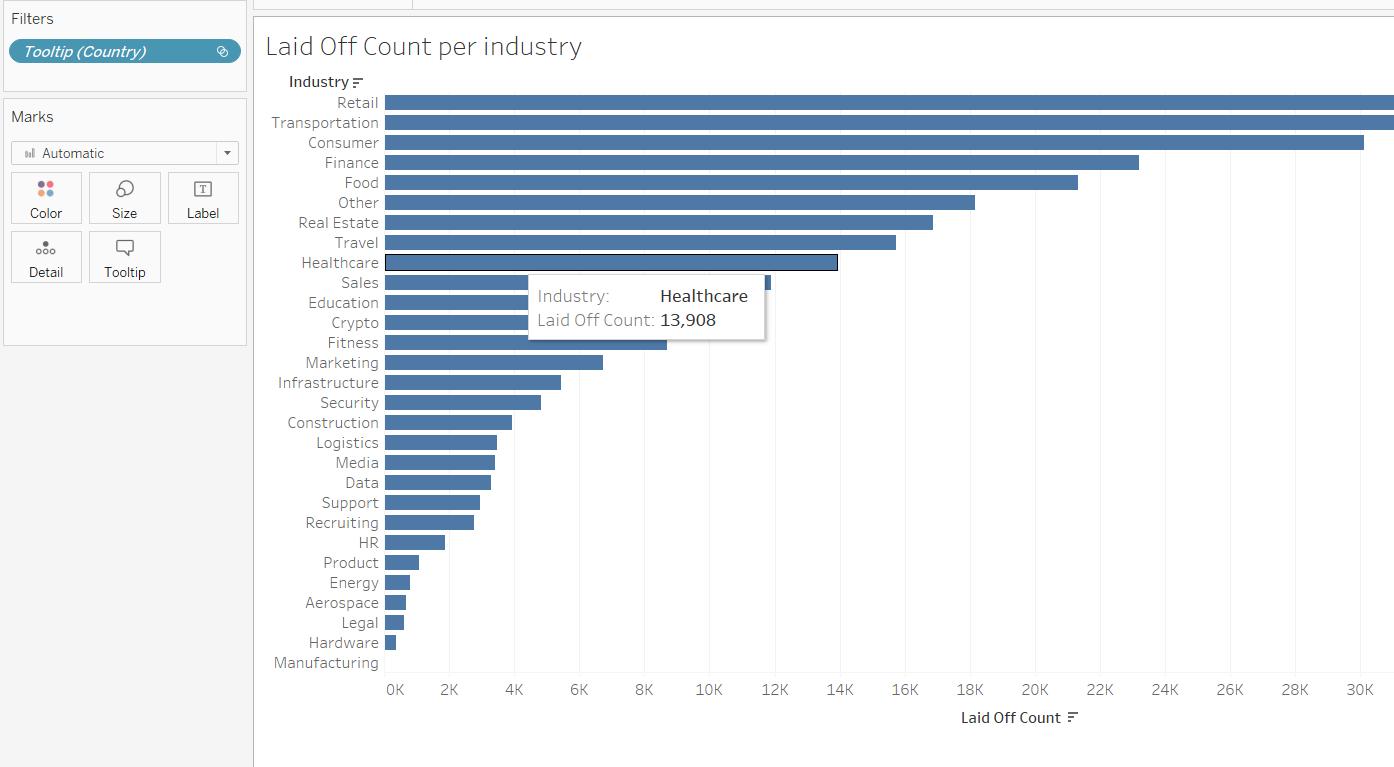 Filters
Tooltip (Country)
Marks
Automatic
Color
Size
Label
Detail
Tooltip
Laid Off Count per industry
Industry
Retail
Transportation
Consumer
Finance
Food
Other
Real Estate
Travel
Healthcare
Sales
Education
Crypto
Fitness
Marketing
Infrastructure
Security
Construction
Logistics
Media
Data
Support
Recruiting
HR
Product
Energy
Aerospace
Legal
Hardware
Manufacturing
Industry: Healthcare
Laid Off Count: 13,908
0K 2K 4K 6K 8K 10K 12K 14K 16K 18K 20K 22K 24K 26K 28K 30K
Laid Off Count